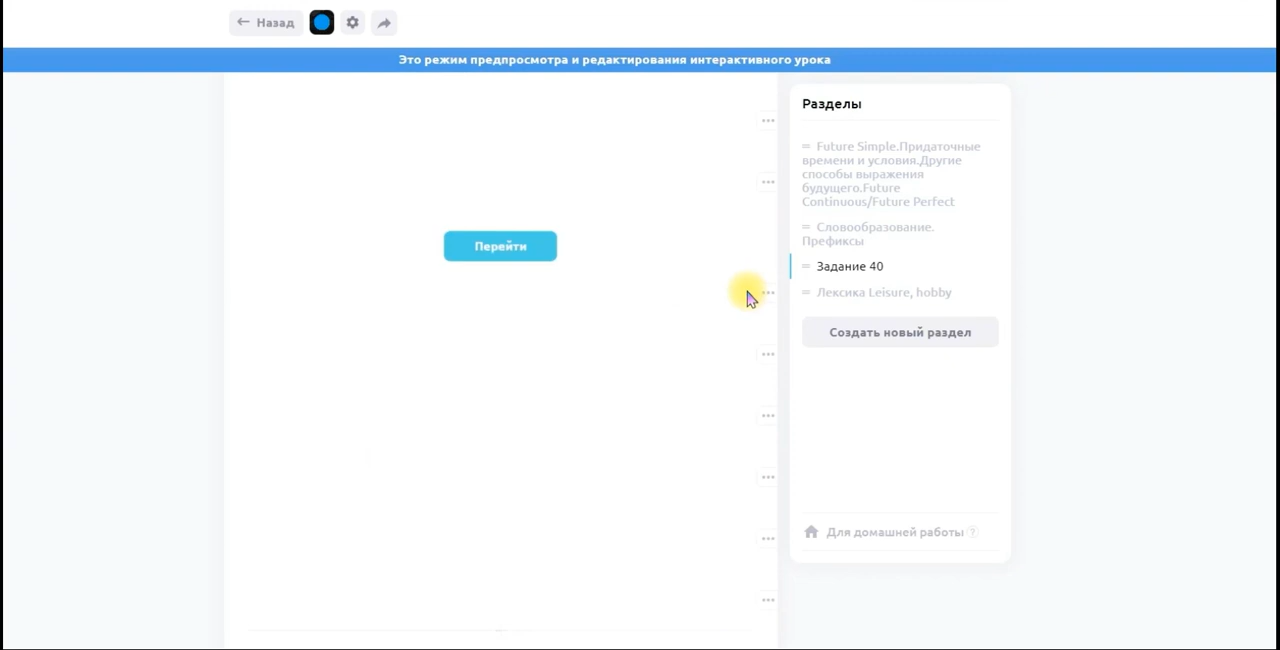 Назад
Это режим предпросмотра и редактирования интерактивного урока
Перейти
Разделы
Future Simple.Придаточные
времени и условия.Другие
способы выражения
будущего.Future
Continuous/Future Perfect
Словообразование.
Префиксы
Задание 40
Лексика Leisure, hobby
Создать новый раздел
Для домашней работы ?